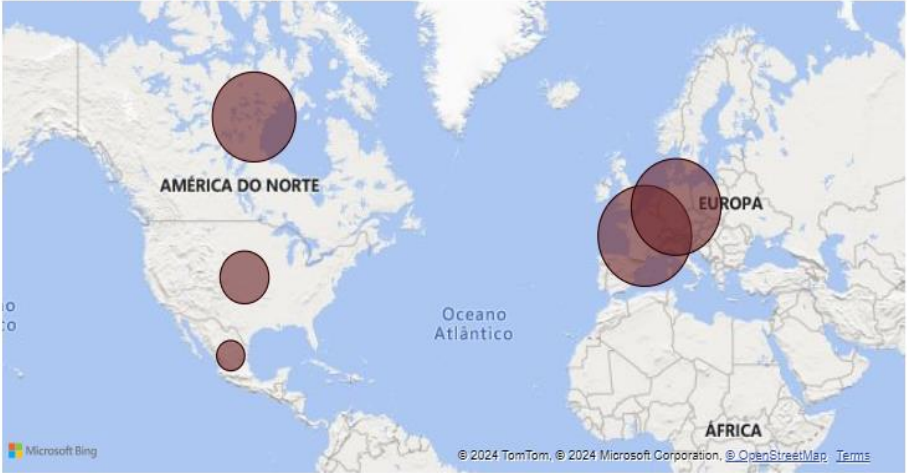 AMÉRICA DO NORTE
EUROPA
Oceano
Atlântico
ÁFRICA
Microsoft Bing
© 2024 TomTom, © 2024 Microsoft Corporation, © OpenStreetMap Terms